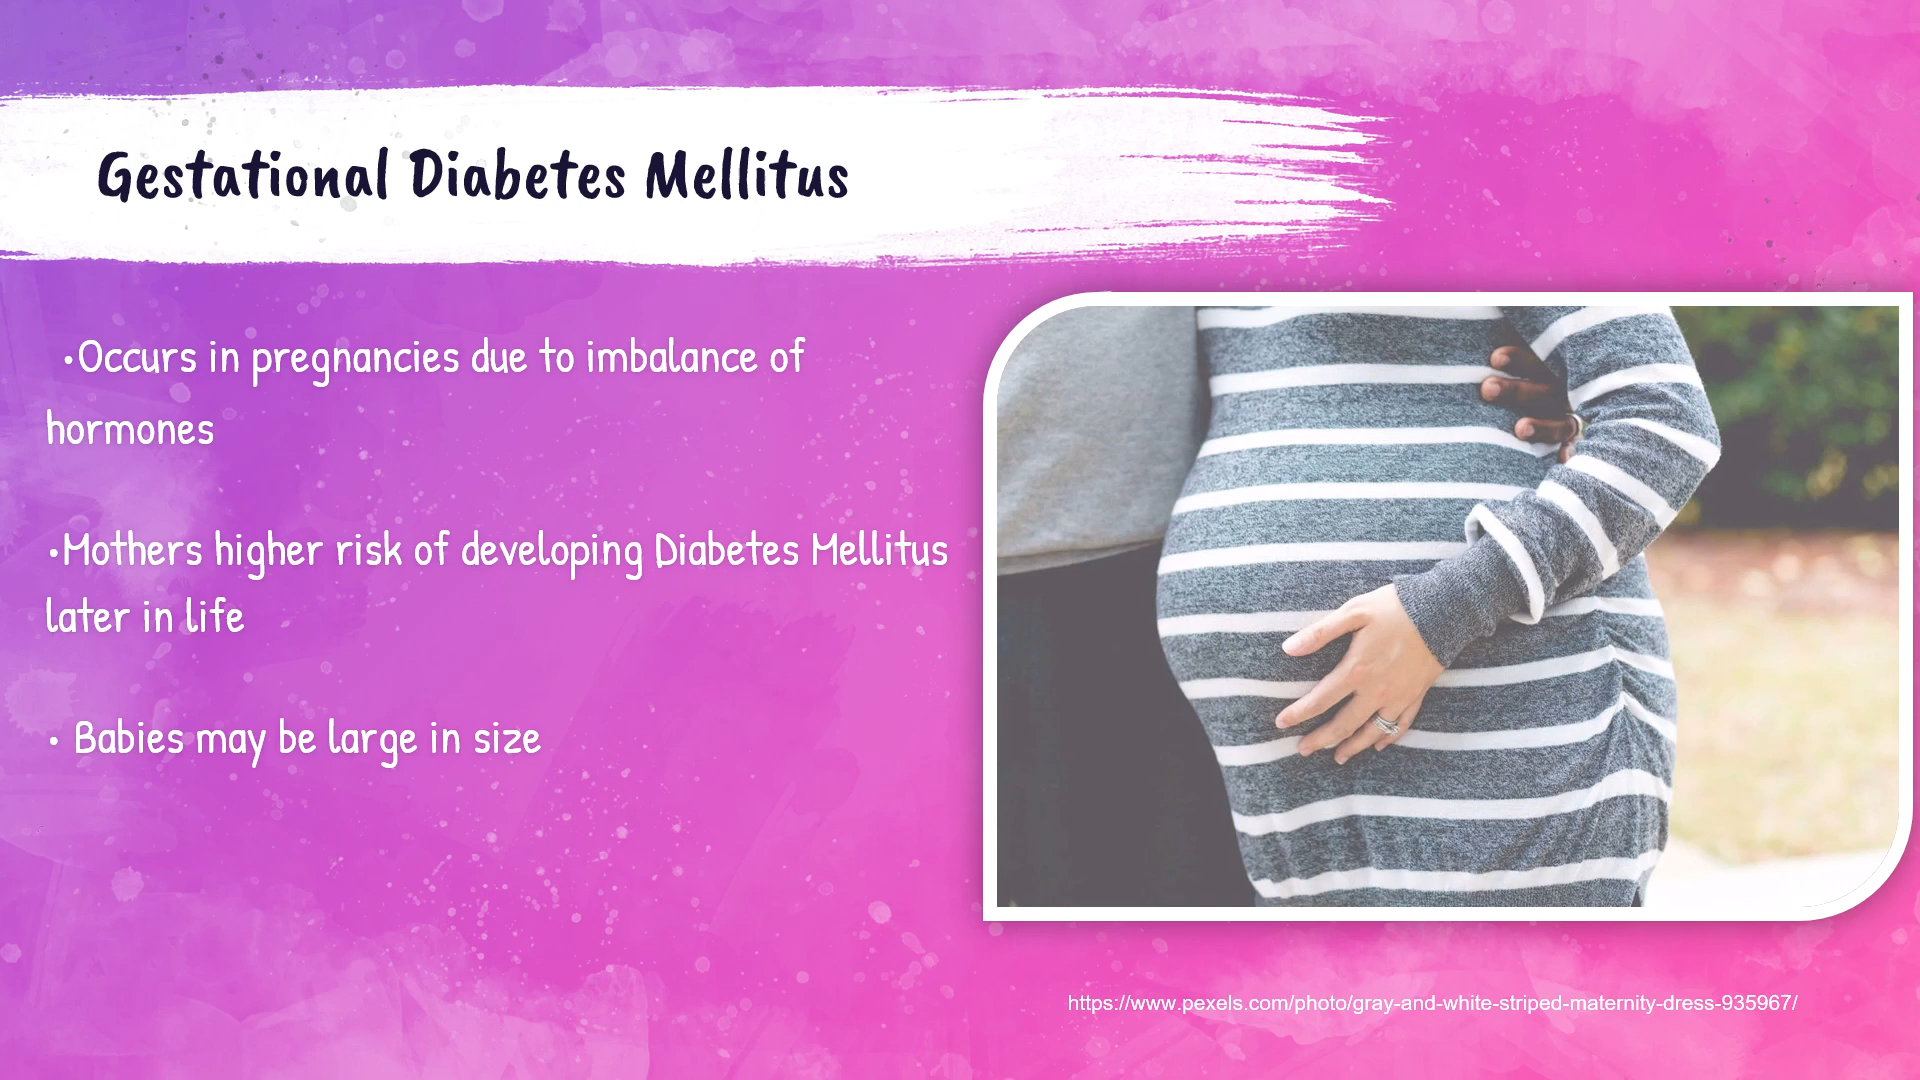 Gestational Diabetes Mellitus
•Occurs in pregnancies due to imbalance of
hormones
•Mothers higher risk of developing Diabetes Mellitus
later in life
• Babies may be large in size
https://www.pexels.com/photo/gray-and-white-striped-maternity-dress-935967/